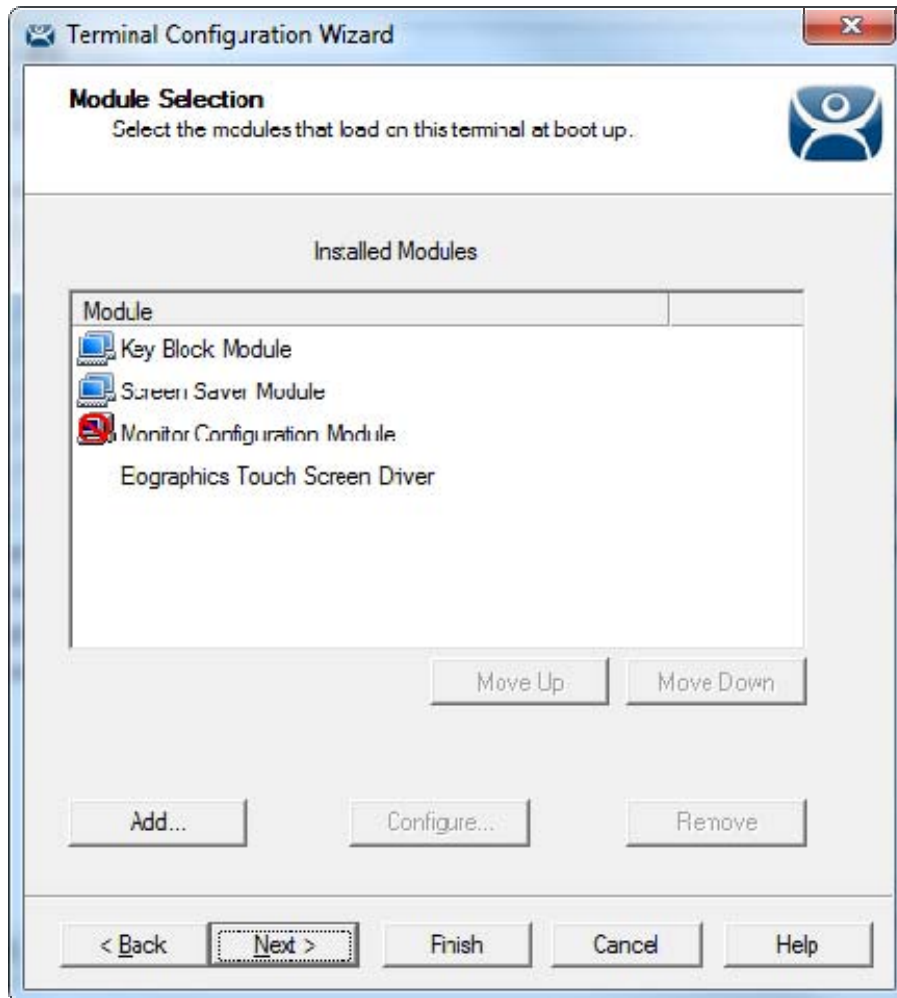 Terminal Configuration Wizard
Module Selection
Select the modules that load on this terminal at boot up.
Installed Modules
Module
Key Block Module
Screen Saver Module
Monitor Configuration Module
Eographics Touch Screen Driver
Move Up
Move Down
Add...
Configure...
Remove
< Back
Next >
Finish
Cancel
Help